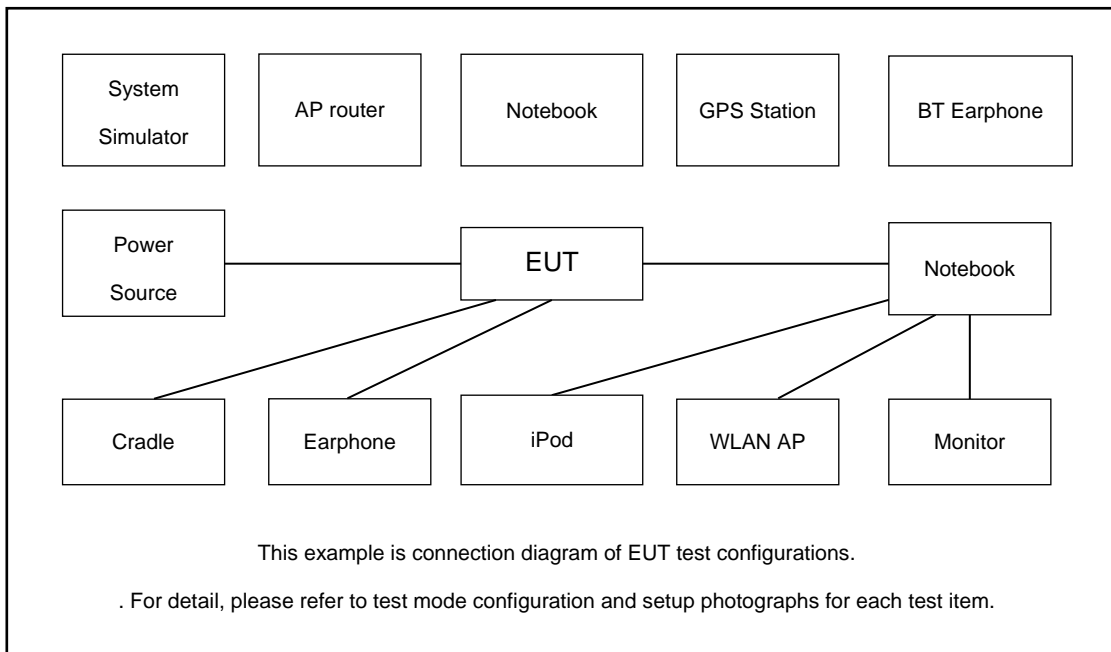 System
Simulator
AP router
Notebook
GPS Station
BT Earphone
Power
Source
EUT
Notebook
Cradle
Earphone
iPod
WLAN AP
Monitor
This example is connection diagram of EUT test configurations.
. For detail, please refer to test mode configuration and setup photographs for each test item.